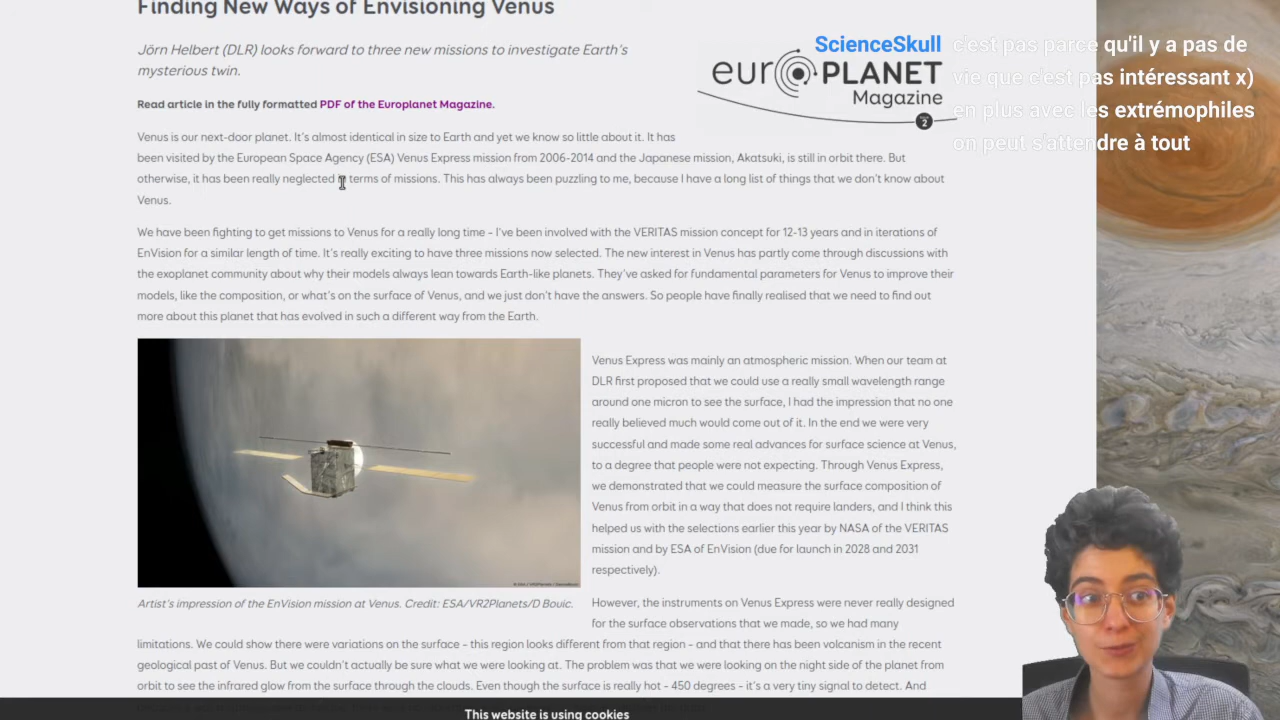 Finding New Ways of Envisioning Venus
Jörn Helbert (DLR) looks forward to three new missions to investigate Earth's
mysterious twin.
Read article in the fully formatted PDF of the Europlanet Magazine.
eur PLANET
Magazine
2
ScienceSkull c'est pas parce qu'il y a pas de
vie que c'est pas intéressant x)
en plus avec les extrémophiles
on peut s'attendre à tout
Venus is our next-door planet. It's almost identical in size to Earth and yet we know so little about it. It has
been visited by the European Space Agency (ESA) Venus Express mission from 2006-2014 and the Japanese mission, Akatsuki, is still in orbit there. But
otherwise, it has been really neglected in terms of missions. This has always been puzzling to me, because I have a long list of things that we don't know about
Venus.
We have been fighting to get missions to Venus for a really long time – I've been involved with the VERITAS mission concept for 12-13 years and in iterations of
EnVision for a similar length of time. It's really exciting to have three missions now selected. The new interest in Venus has partly come through discussions with
the exoplanet community about why their models always lean towards Earth-like planets. They've asked for fundamental parameters for Venus to improve their
models, like the composition, or what's on the surface of Venus, and we just don't have the answers. So people have finally realised that we need to find out
more about this planet that has evolved in such a different way from the Earth.
Venus Express was mainly an atmospheric mission. When our team at
DLR first proposed that we could use a really small wavelength range
around one micron to see the surface, I had the impression that no one
really believed much would come out of it. In the end we were very
successful and made some real advances for surface science at Venus,
to a degree that people were not expecting. Through Venus Express,
we demonstrated that we could measure the surface composition of
Venus from orbit in a way that does not require landers, and I think this
helped us with the selections earlier this year by NASA of the VERITAS
mission and by ESA of EnVision (due for launch in 2028 and 2031
respectively).
Artist's impression of the EnVision mission at Venus. Credit: ESA/VR2Planets/D Bouic.
However, the instruments on Venus Express were never really designed
for the surface observations that we made, so we had many
limitations. We could show there were variations on the surface – this region looks different from that region – and that there has been volcanism in the recent
geological past of Venus. But we couldn't actually be sure what we were looking at. The problem was that we were looking on the night side of the planet from
orbit to see the infrared glow from the surface through the clouds. Even though the surface is really hot – 450 degrees – it's a very tiny signal to detect. And
This website is using cookies